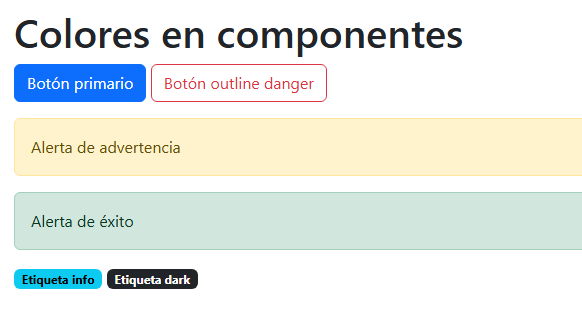 Colores en componentes
Botón primario Botón outline danger
Alerta de advertencia
Alerta de éxito
Etiqueta info Etiqueta dark